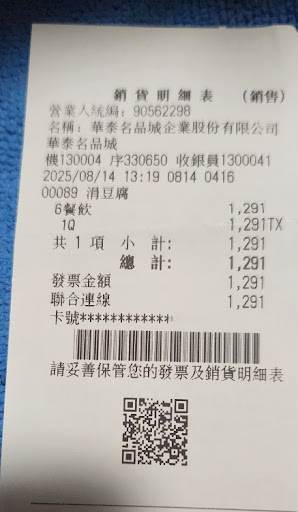 銷貨明細表 (銷售)
營業人統編: 90562298
名稱: 華泰名品城企業股份有限公司
華泰名品城
機130004 序330650 收銀員1300041
2025/08/14 13:19 0814 0416
00089 涓豆腐
6餐飲 1,291
1Q 1,291TX
共 1 項 小 計: 1,291
總 計: 1,291
發票金額 1,291
聯合連線 1,291
卡號************
請妥善保管您的發票及銷貨明細表